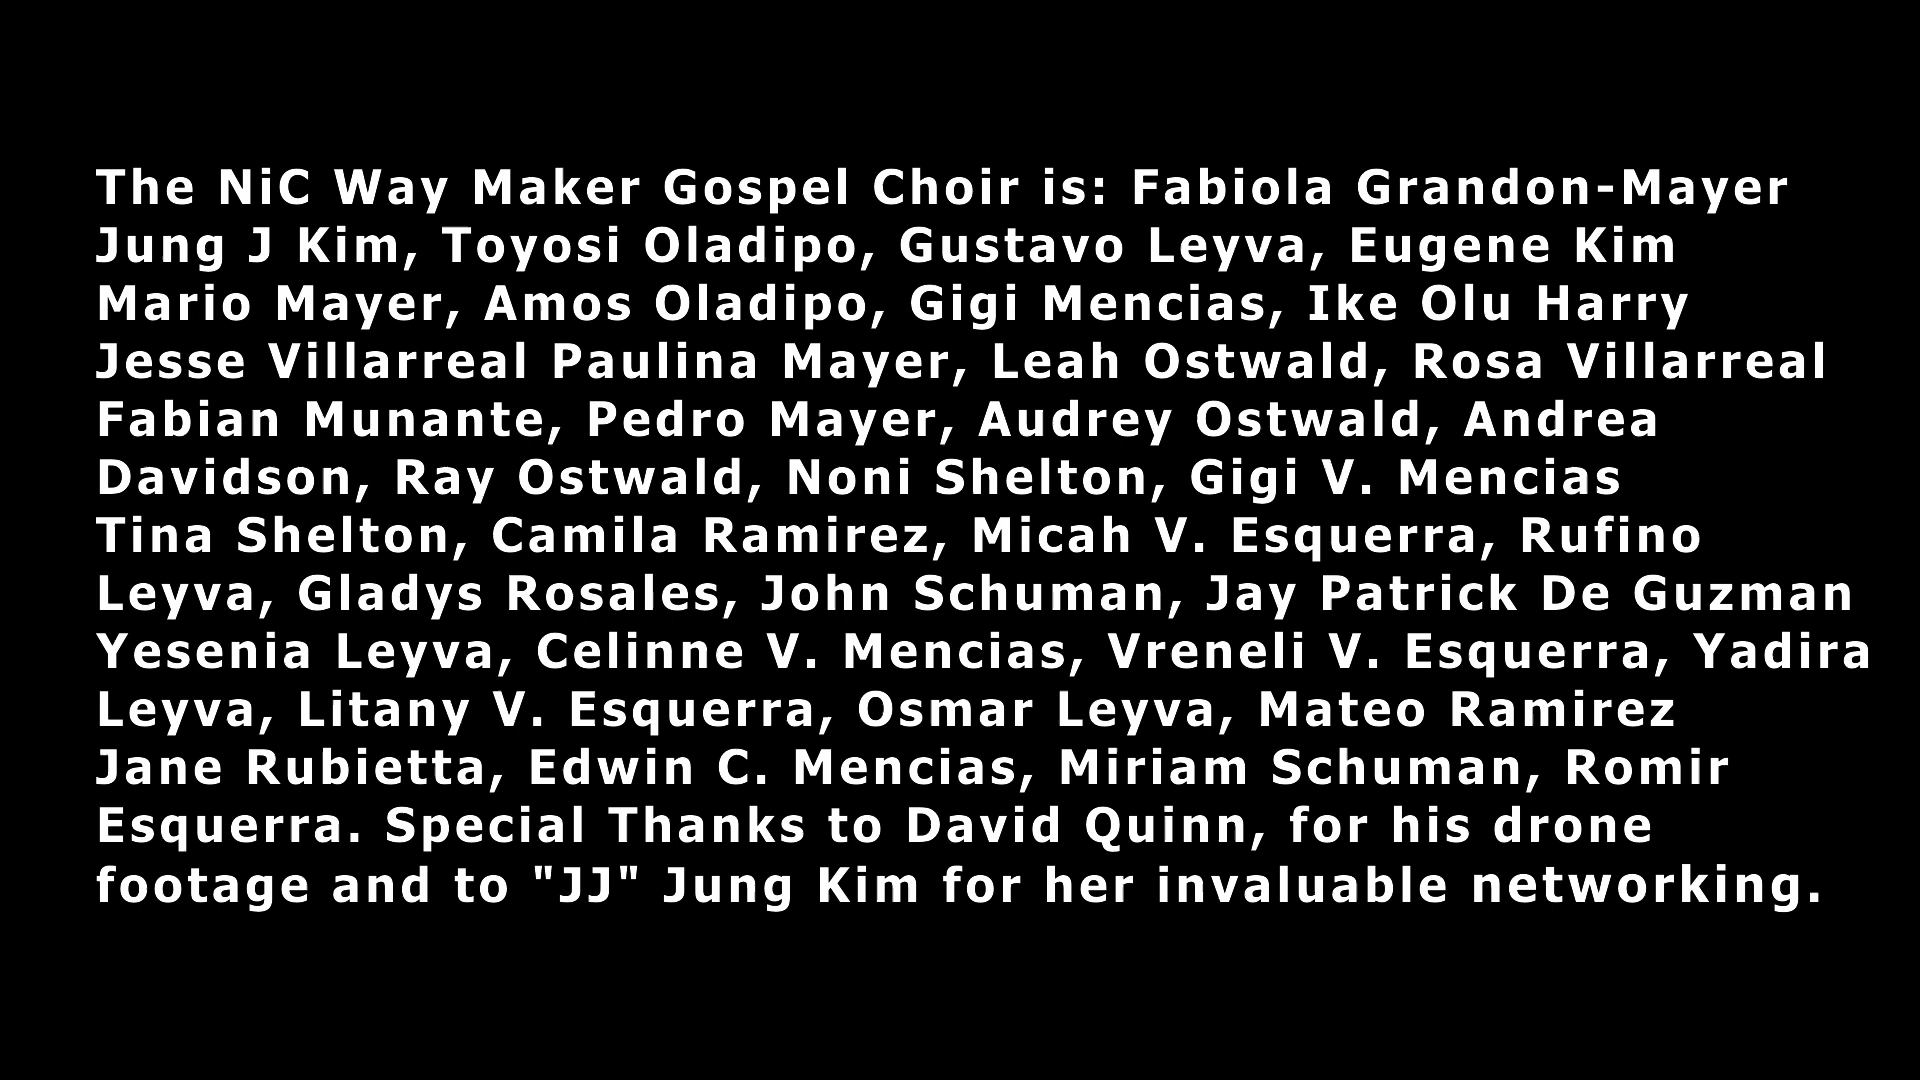 The NiC Way Maker Gospel Choir is: Fabiola Grandon-Mayer
Jung J Kim, Toyosi Oladipo, Gustavo Leyva, Eugene Kim
Mario Mayer, Amos Oladipo, Gigi Mencias, Ike Olu Harry
Jesse Villarreal Paulina Mayer, Leah Ostwald, Rosa Villarreal
Fabian Munante, Pedro Mayer, Audrey Ostwald, Andrea
Davidson, Ray Ostwald, Noni Shelton, Gigi V. Mencias
Tina Shelton, Camila Ramirez, Micah V. Esquerra, Rufino
Leyva, Gladys Rosales, John Schuman, Jay Patrick De Guzman
Yesenia Leyva, Celinne V. Mencias, Vreneli V. Esquerra, Yadira
Leyva, Litany V. Esquerra, Osmar Leyva, Mateo Ramirez
Jane Rubietta, Edwin C. Mencias, Miriam Schuman, Romir
Esquerra. Special Thanks to David Quinn, for his drone
footage and to "JJ" Jung Kim for her invaluable networking.